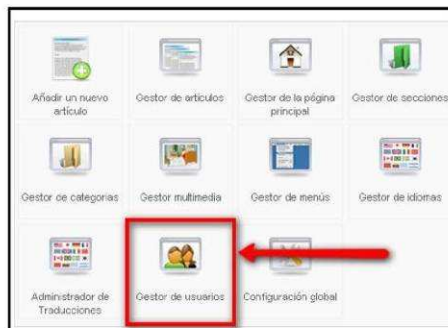 Añadir un nuevo
artículo
Gestor de artículos
Gestor de la página
principal
Gestor de secciones
Gestor de categorías
Gestor multimedia
Gestor de menús
Gestor de idiomas
Administrador de
Traducciones
Gestor de usuarios
Configuración global